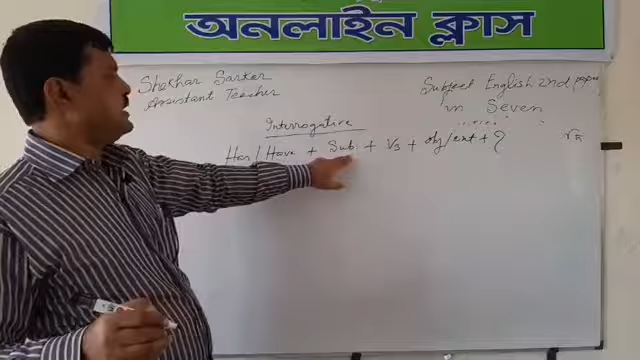 অনলাইন ক্লাস
Shekhar Sarker
Assistant Teacher
Subject English 2nd paper
in Seven
Interrogative
Has/Have + Sub. + V3 + obj/ext + ?